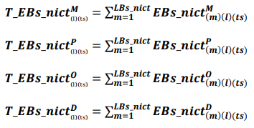 T_EBs_nict^M_{(l)(ts)} = ∑_{m=1}^{LBs_nict} EBs_nict^M_{(m)(l)(ts)}
T_EBs_nict^P_{(l)(ts)} = ∑_{m=1}^{LBs_nict} EBs_nict^P_{(m)(l)(ts)}
T_EBs_nict^O_{(l)(ts)} = ∑_{m=1}^{LBs_nict} EBs_nict^O_{(m)(l)(ts)}
T_EBs_nict^D_{(l)(ts)} = ∑_{m=1}^{LBs_nict} EBs_nict^D_{(m)(l)(ts)}